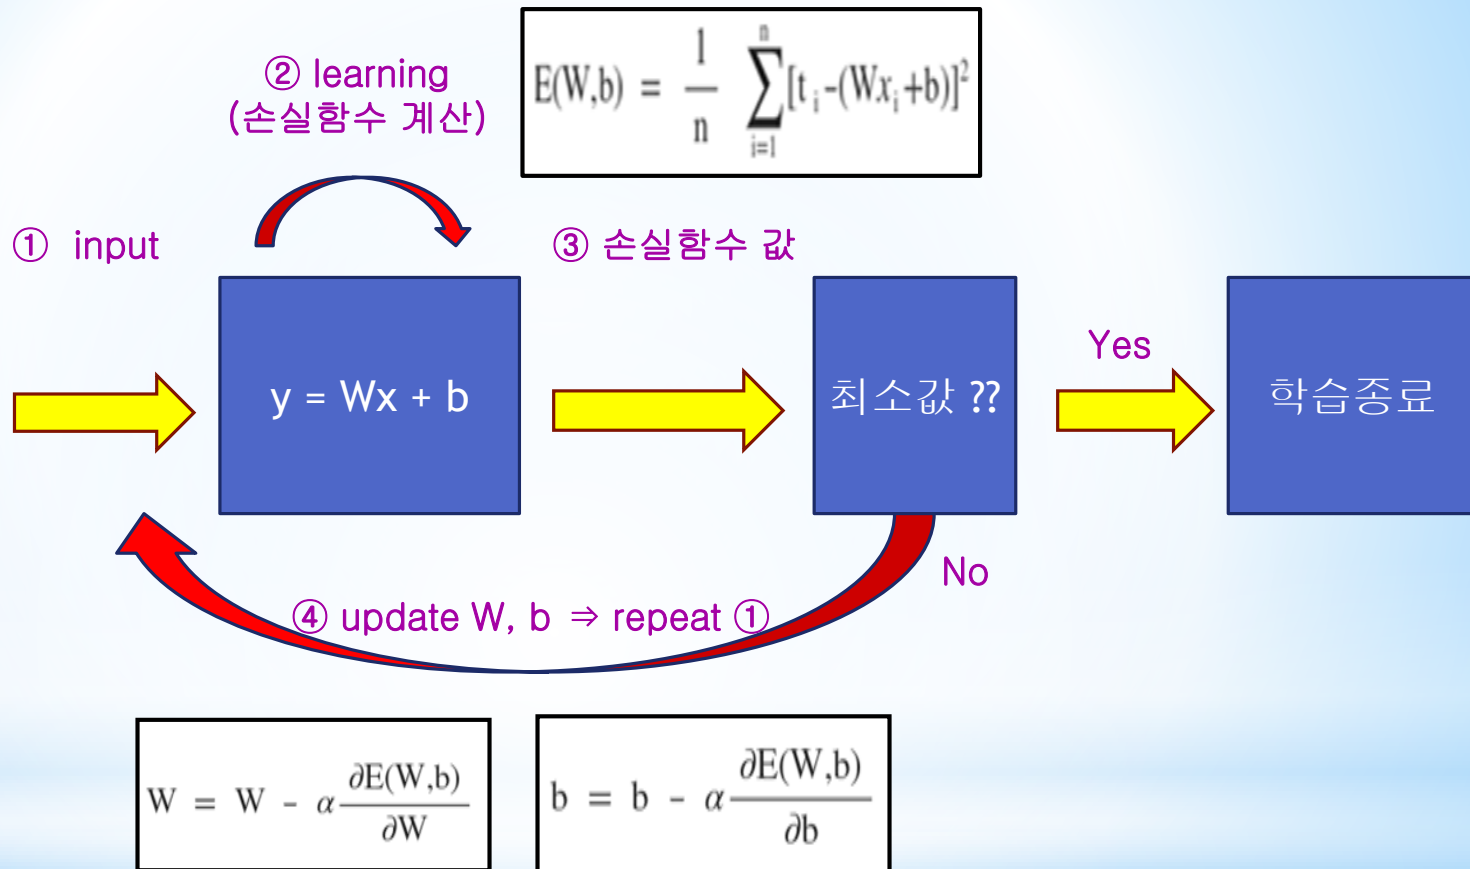 ② learning
(손실함수 계산)
E(W,b) = 1/n ∑_{i=1}^{n} [t_i-(Wx_i+b)]²
① input
③ 손실함수 값
y = Wx + b
최소값 ??
Yes
학습종료
No
④ update W, b ⇒ repeat ①
W = W - α ∂E(W,b)/∂W
b = b - α ∂E(W,b)/∂b